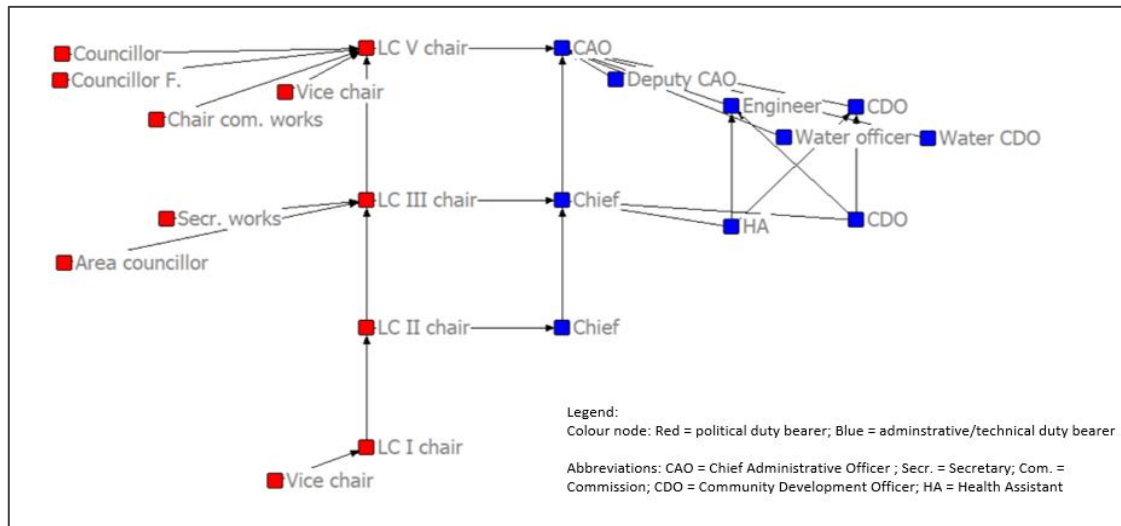 Councillor
LC V chair
CAO
Councillor F.
Deputy CAO
Vice chair
Engineer
CDO
Chair com. works
Water officer
Water CDO
LC III chair
Chief
Secr. works
HA
CDO
Area councillor
LC II chair
Chief
Legend:
Colour node: Red = political duty bearer; Blue = adminstrative/technical duty bearer
LC I chair
Abbreviations: CAO = Chief Administrative Officer ; Secr. = Secretary; Com. =
Commission; CDO = Community Development Officer; HA = Health Assistant
Vice chair